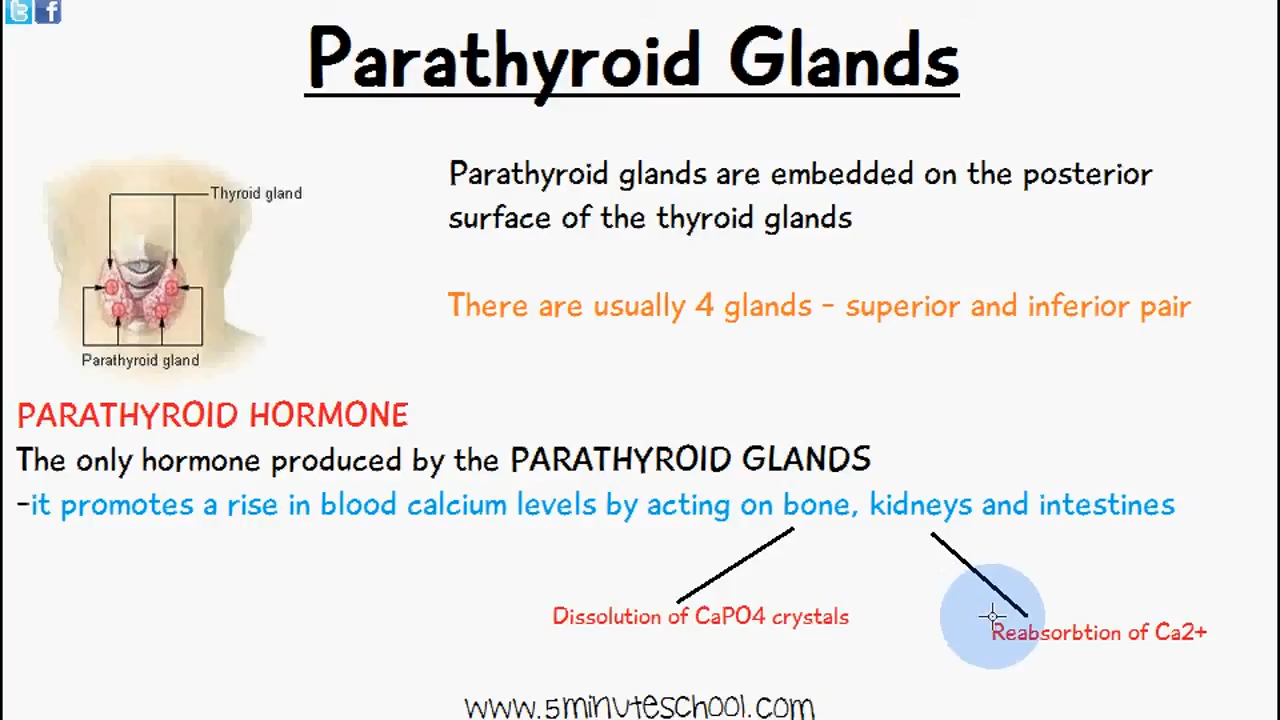 Parathyroid Glands
Thyroid gland
Parathyroid gland
Parathyroid glands are embedded on the posterior
surface of the thyroid glands
There are usually 4 glands - superior and inferior pair
PARATHYROID HORMONE
The only hormone produced by the PARATHYROID GLANDS
-it promotes a rise in blood calcium levels by acting on bone, kidneys and intestines
Dissolution of CaPO4 crystals
Reabsorbtion of Ca2+
www.5minuteschool.com